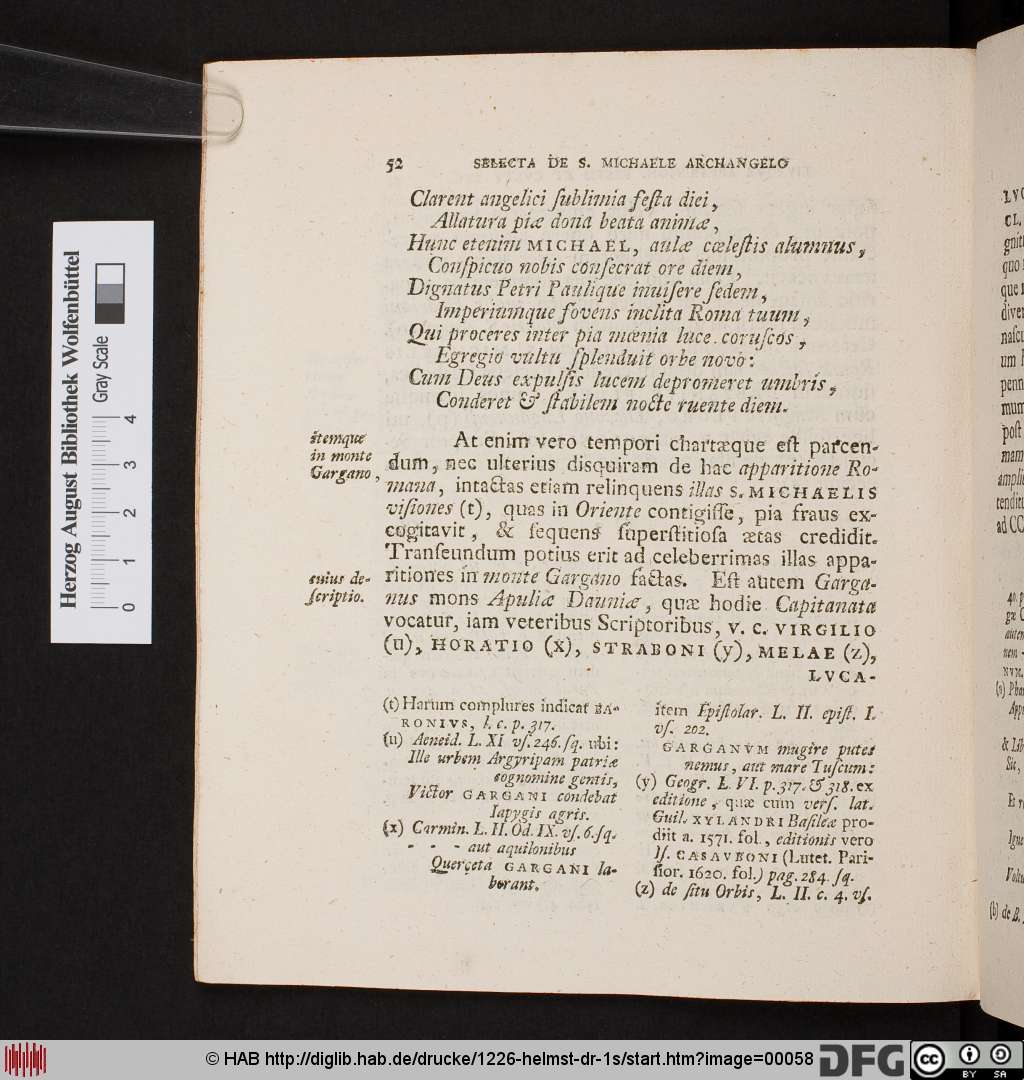 52 SELECTA DE S. MICHAELE ARCHANGELO
Clarent angelici ſublimia feſta diei,
Allatura piæ dona beata animæ,
Hunc etenim MICHAEL, aulæ cœleſtis alumnus,
Conſpicuo nobis conſecrat ore diem,
Dignatus Petri Paulique inuiſere ſedem,
Imperiumque fovens inclita Roma tuum,
Qui proceres inter pia mœnia luce coruſcos,
Egregio vultu ſplenduit orbe novo:
Cum Deus expulſis lucem depromeret umbris,
Conderet & ſtabilem nocte ruente diem.
itemque
in monte
Gargano,
At enim vero tempori chartæque eſt parcen-
dum, nec ulterius disquiram de hac apparitione Ro-
mana, intactas etiam relinquens illas S. MICHAELIS
viſiones (t), quas in Oriente contigiſſe, pia fraus ex-
cogitavit, & ſequens ſuperſtitioſa ætas credidit.
Tranſeundum potius erit ad celeberrimas illas appa-
ritiones in monte Gargano factas. Eſt autem Garga-
cuius de-
ſcriptio.
nus mons Apuliæ Dauniæ, quæ hodie Capitanata
vocatur, iam veteribus Scriptoribus, V. C. VIRGILIO
(u), HORATIO (x), STRABONI (y), MELAE (z),
LVCA-
(t) Harum complures indicat BA-
RONIVS, l. c. p. 317.
(u) Aeneid. L. XI vſ. 246. ſq. ubi:
Ille urbem Argyripam patriæ
cognomine gentis,
Victor GARGANI condebat
Iapygis agris.
(x) Carmin. L. II. Od. IX. vſ. 6. ſq.
- - - aut aquilonibus
Querçeta GARGANI la-
borant.
item Epiſtolar. L. II. epiſt. I.
vſ. 202.
GARGANVM mugire putes
nemus, aut mare Tuſcum:
(y) Geogr. L. VI. p. 317. & 318. ex
editione, quæ cum verſ. lat.
Guil. XYLANDRI Baſileæ pro-
diit a. 1571. fol., editionis vero
Iſ. CASAVBONI (Lutet. Pari-
ſior. 1620. fol.) pag. 284. ſq.
(z) de ſitu Orbis, L. II. c. 4. vſ.
Herzog August Bibliothek Wolfenbüttel
Gray Scale
0 1 2 3 4
© HAB http://diglib.hab.de/drucke/1226-helmst-dr-1s/start.htm?image=00058
DFG
cc BY SA